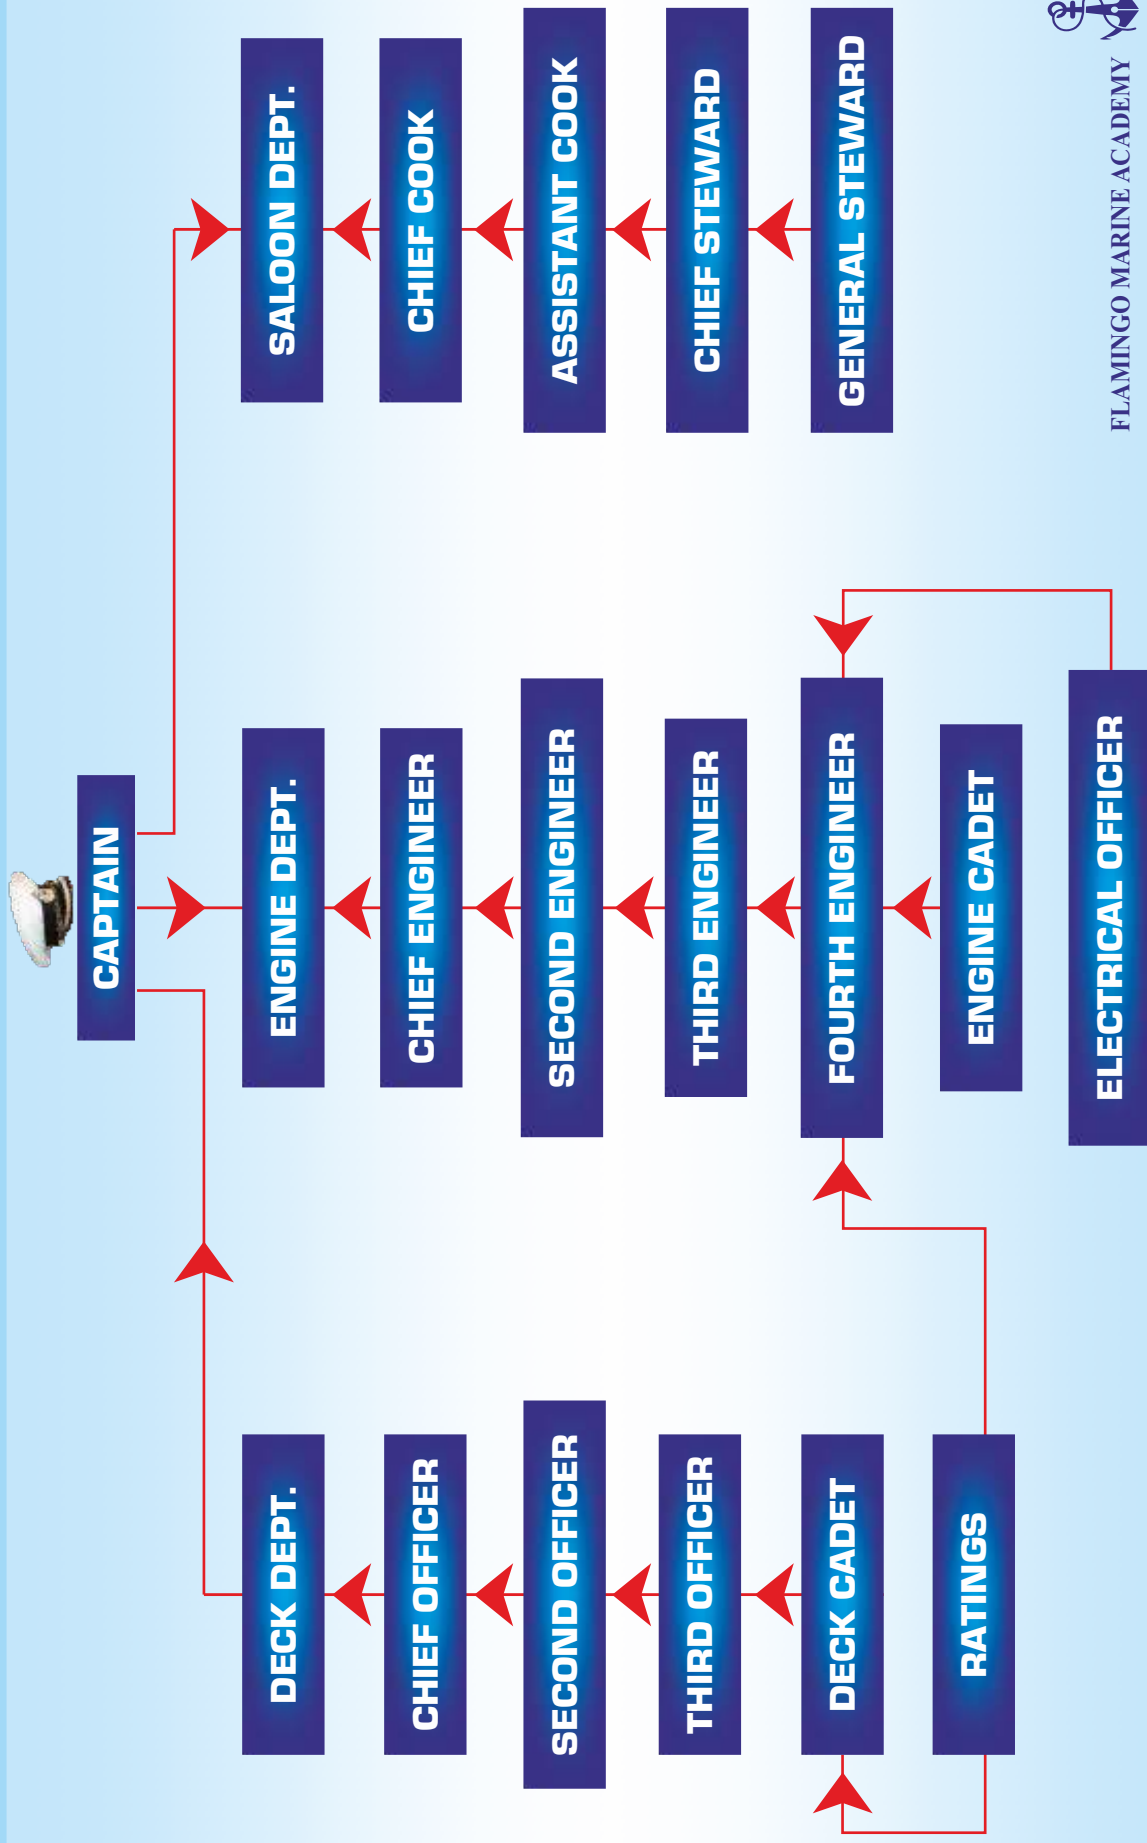 CAPTAIN
DECK DEPT.
CHIEF OFFICER
SECOND OFFICER
THIRD OFFICER
DECK CADET
RATINGS
ENGINE DEPT.
CHIEF ENGINEER
SECOND ENGINEER
THIRD ENGINEER
FOURTH ENGINEER
ENGINE CADET
ELECTRICAL OFFICER
SALOON DEPT.
CHIEF COOK
ASSISTANT COOK
CHIEF STEWARD
GENERAL STEWARD
FLAMINGO MARINE ACADEMY